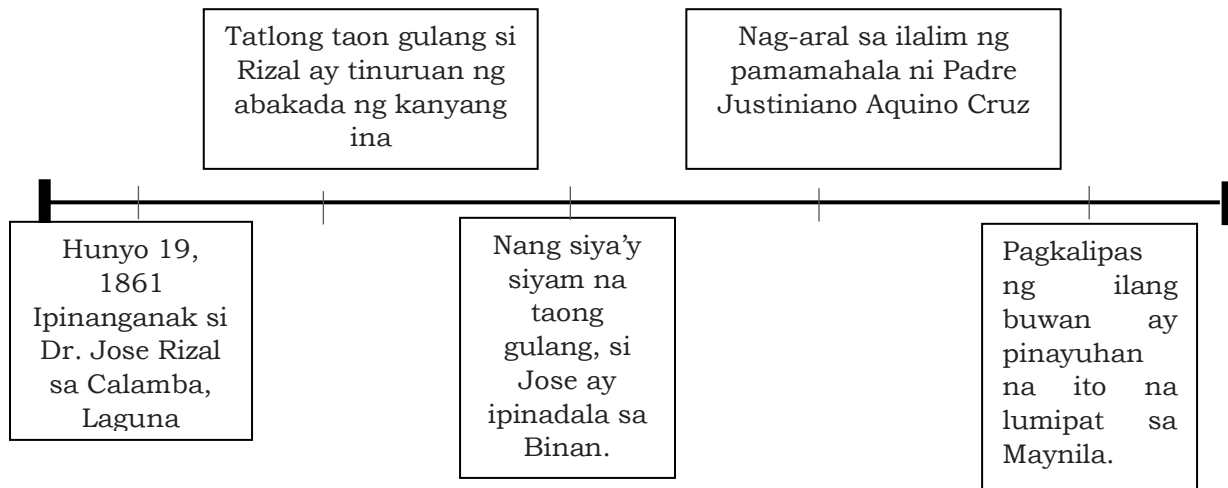 Tatlong taon gulang si
Rizal ay tinuruan ng
abakada ng kanyang
ina
Nag-aral sa ilalim ng
pamamahala ni Padre
Justiniano Aquino Cruz
Hunyo 19,
1861
Ipinanganak si
Dr. Jose Rizal
sa Calamba,
Laguna
Nang siya’y
siyam na
taong
gulang, si
Jose ay
ipinadala sa
Binan.
Pagkalipas
ng ilang
buwan ay
pinayuhan
na ito na
lumipat sa
Maynila.